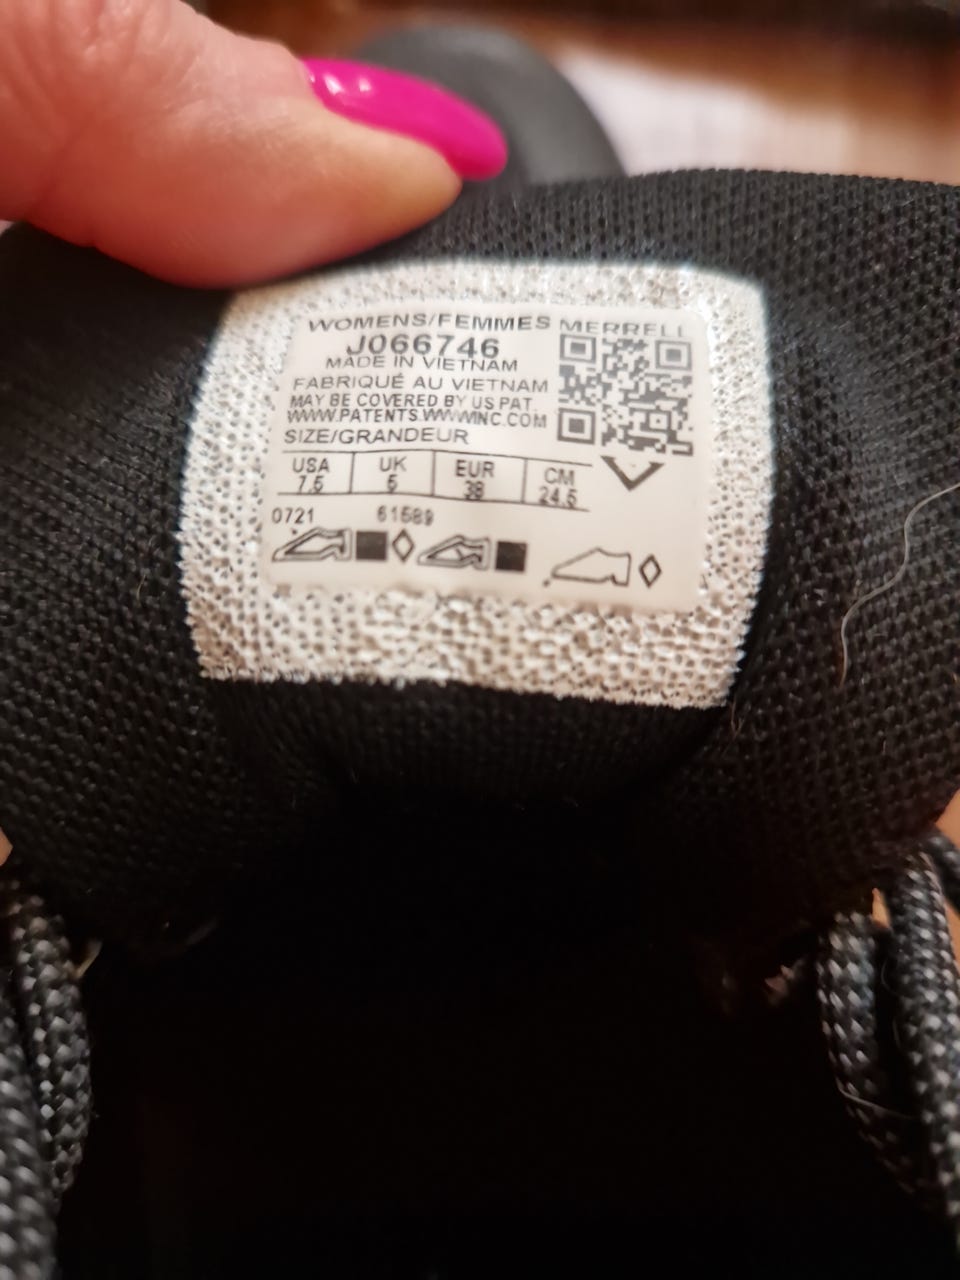 WOMENS/FEMMES MERRELL
J066746
MADE IN VIETNAM
FABRIQUÉ AU VIETNAM
MAY BE COVERED BY US PAT.
WWW.PATENTS.WWWINC.COM
SIZE/GRANDEUR
USA UK EUR CM
7.5 5 38 24.5
0721 61589